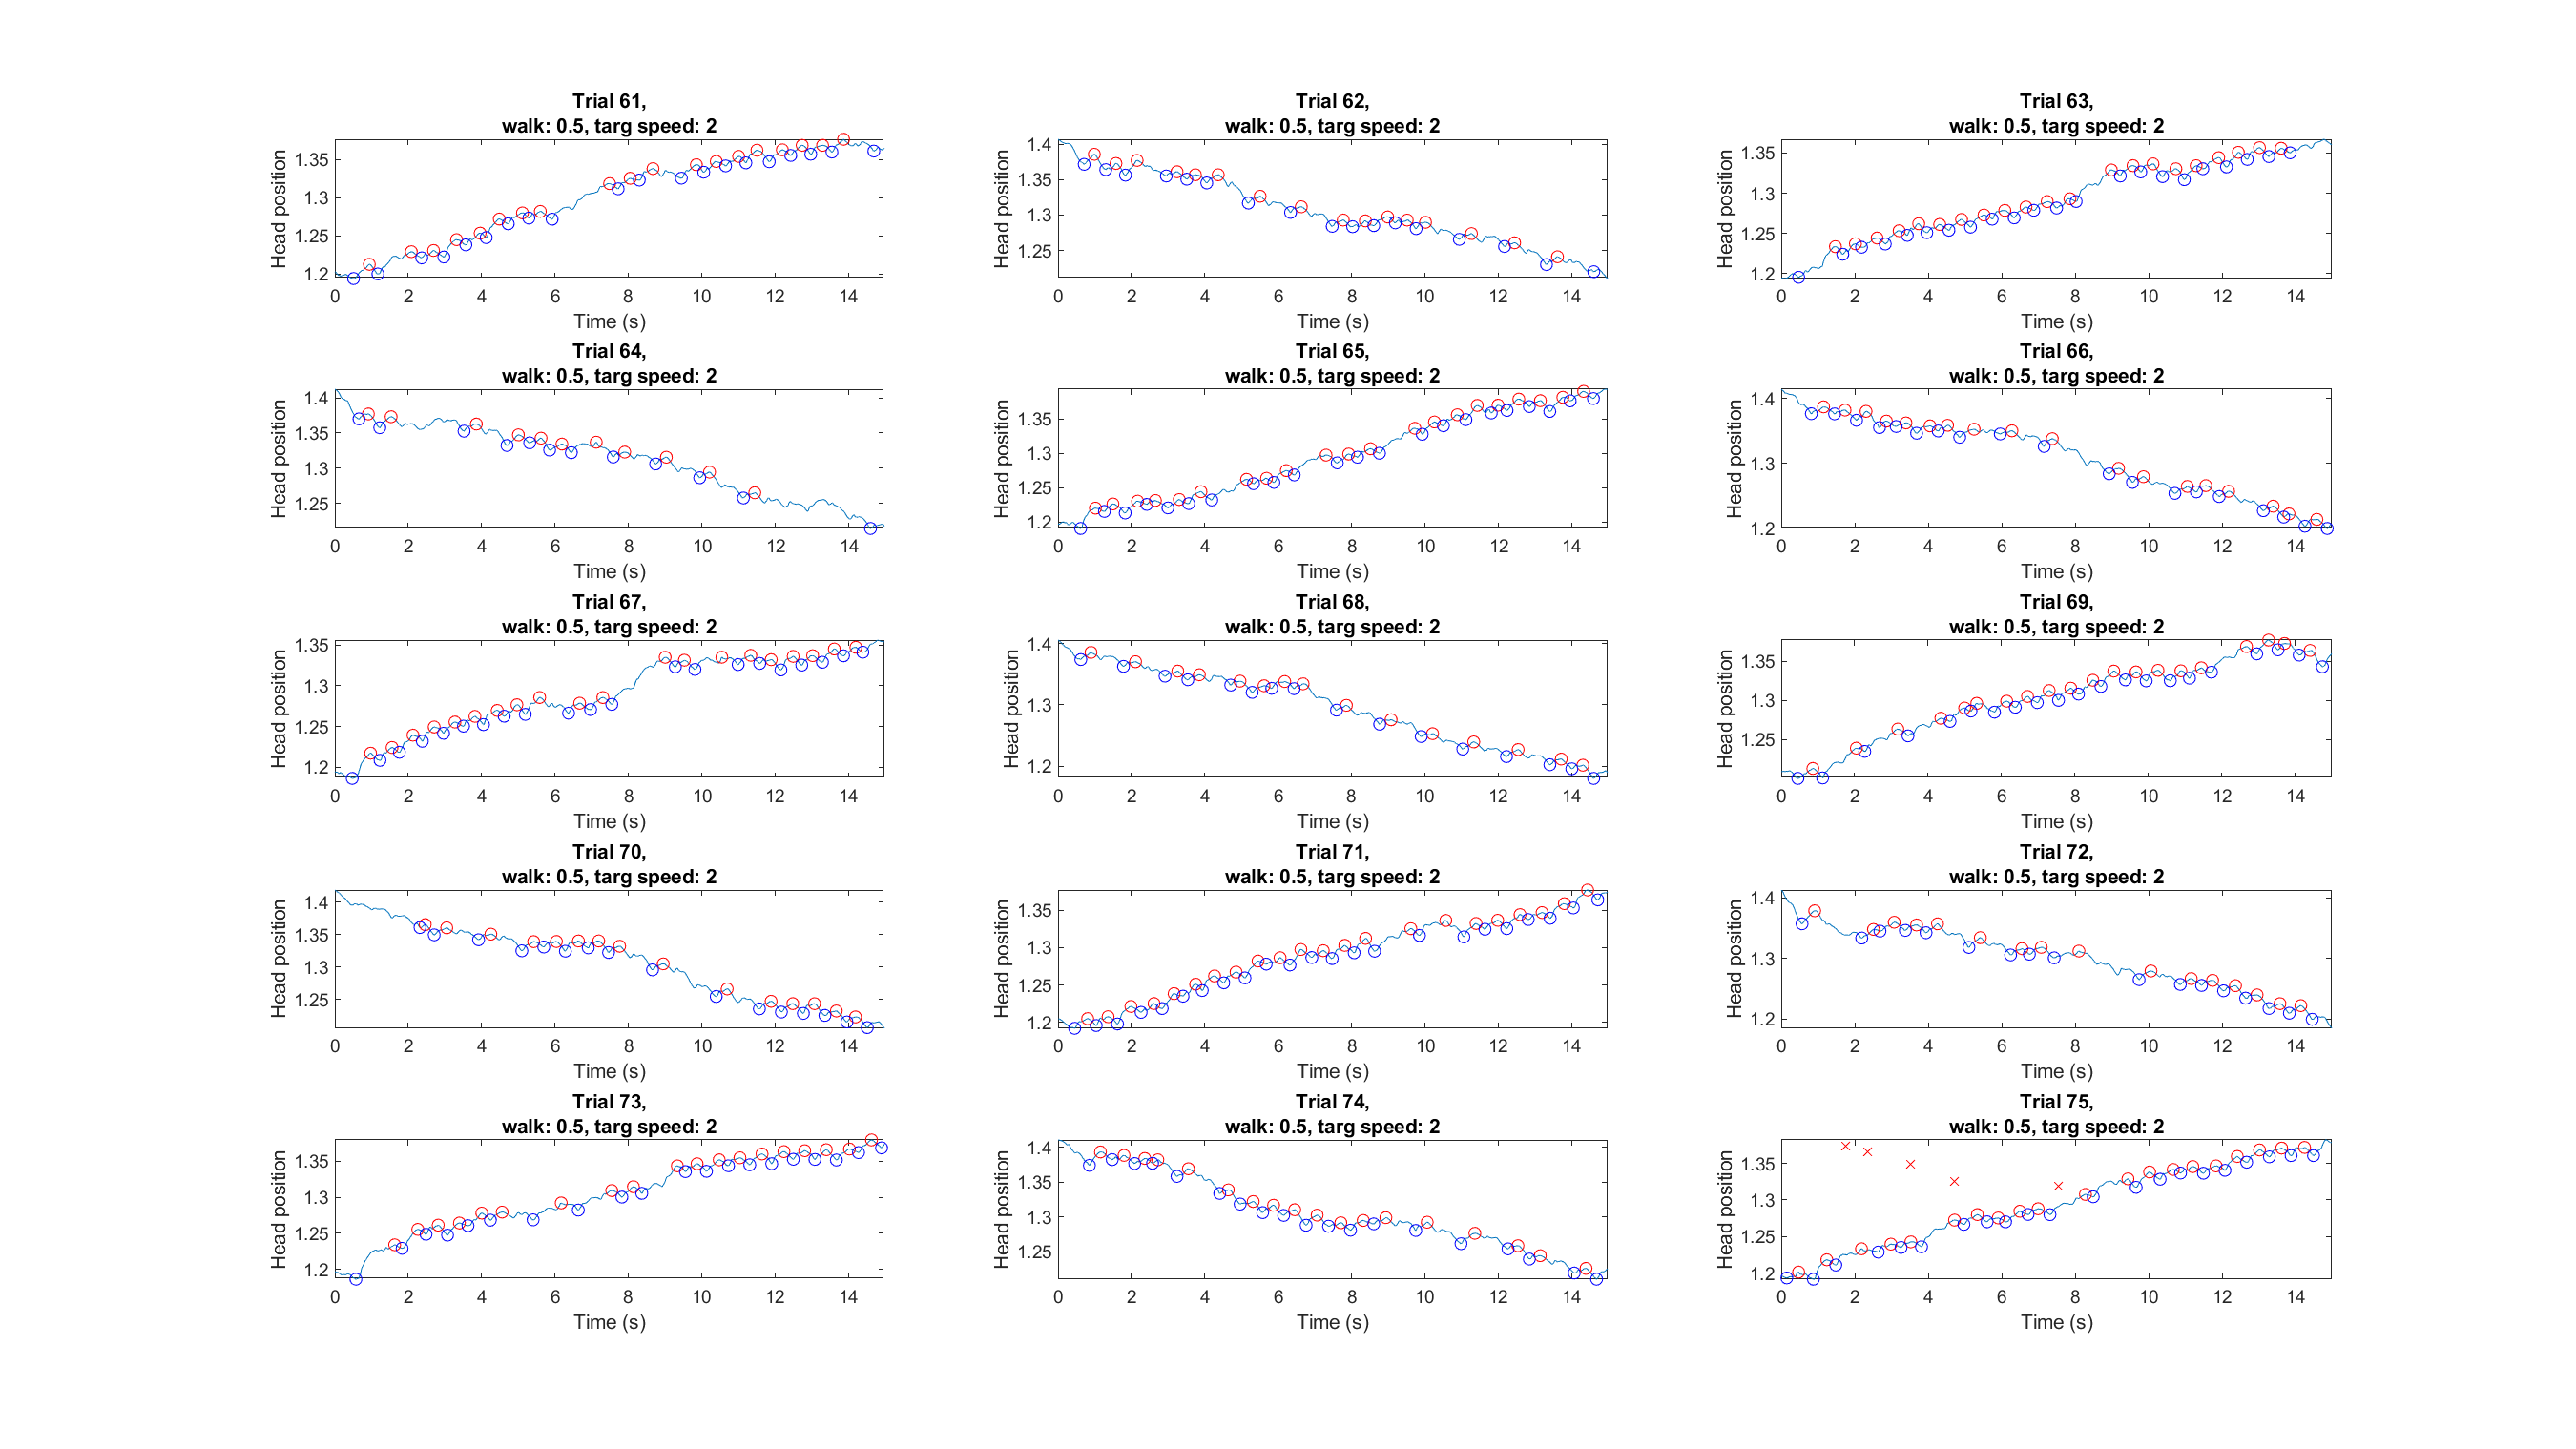 Trial 61,
walk: 0.5, targ speed: 2
Head position
1.35
1.3
1.25
1.2
0 2 4 6 8 10 12 14
Time (s)
Trial 62,
walk: 0.5, targ speed: 2
Head position
1.4
1.35
1.3
1.25
0 2 4 6 8 10 12 14
Time (s)
Trial 63,
walk: 0.5, targ speed: 2
Head position
1.35
1.3
1.25
1.2
0 2 4 6 8 10 12 14
Time (s)
Trial 64,
walk: 0.5, targ speed: 2
Head position
1.4
1.35
1.3
1.25
0 2 4 6 8 10 12 14
Time (s)
Trial 65,
walk: 0.5, targ speed: 2
Head position
1.35
1.3
1.25
1.2
0 2 4 6 8 10 12 14
Time (s)
Trial 66,
walk: 0.5, targ speed: 2
Head position
1.4
1.3
1.2
0 2 4 6 8 10 12 14
Time (s)
Trial 67,
walk: 0.5, targ speed: 2
Head position
1.35
1.3
1.25
1.2
0 2 4 6 8 10 12 14
Time (s)
Trial 68,
walk: 0.5, targ speed: 2
Head position
1.4
1.3
1.2
0 2 4 6 8 10 12 14
Time (s)
Trial 69,
walk: 0.5, targ speed: 2
Head position
1.35
1.3
1.25
0 2 4 6 8 10 12 14
Time (s)
Trial 70,
walk: 0.5, targ speed: 2
Head position
1.4
1.35
1.3
1.25
0 2 4 6 8 10 12 14
Time (s)
Trial 71,
walk: 0.5, targ speed: 2
Head position
1.35
1.3
1.25
1.2
0 2 4 6 8 10 12 14
Time (s)
Trial 72,
walk: 0.5, targ speed: 2
Head position
1.4
1.3
1.2
0 2 4 6 8 10 12 14
Time (s)
Trial 73,
walk: 0.5, targ speed: 2
Head position
1.35
1.3
1.25
1.2
0 2 4 6 8 10 12 14
Time (s)
Trial 74,
walk: 0.5, targ speed: 2
Head position
1.4
1.35
1.3
1.25
0 2 4 6 8 10 12 14
Time (s)
Trial 75,
walk: 0.5, targ speed: 2
Head position
1.35
1.3
1.25
1.2
0 2 4 6 8 10 12 14
Time (s)